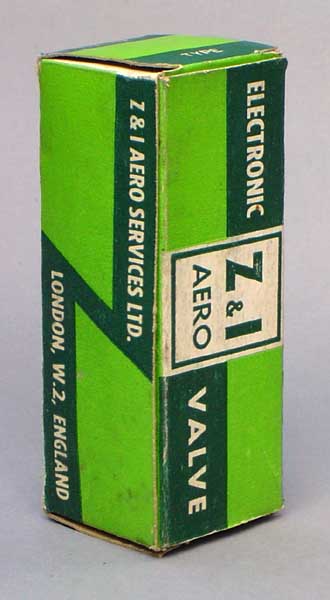 TYPE
Z & I AERO SERVICES LTD.
LONDON, W.2, ENGLAND
ELECTRONIC
Z & I
AERO
VALVE